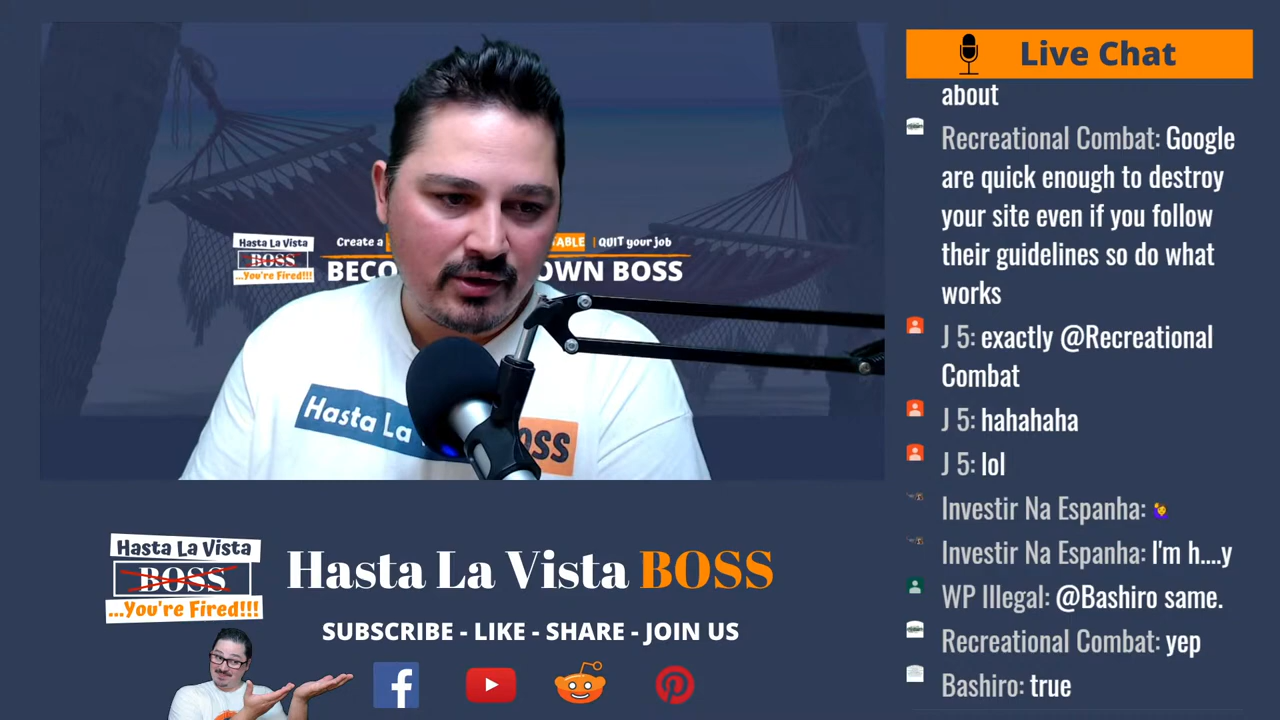 Live Chat
about
Recreational Combat: Google
are quick enough to destroy
your site even if you follow
their guidelines so do what
works
J 5: exactly @Recreational
Combat
J 5: hahahaha
J 5: lol
Investir Na Espanha: 🙋‍♀️
Investir Na Espanha: I'm h....y
WP Illegal: @Bashiro same.
Recreational Combat: yep
Bashiro: true
Hasta La Vista
BOSS
...You're Fired!!!
Create a
| QUIT your job
OWN BOSS
Hasta La
Hasta La Vista
BOSS
...You're Fired!!!
Hasta La Vista BOSS
SUBSCRIBE - LIKE - SHARE - JOIN US